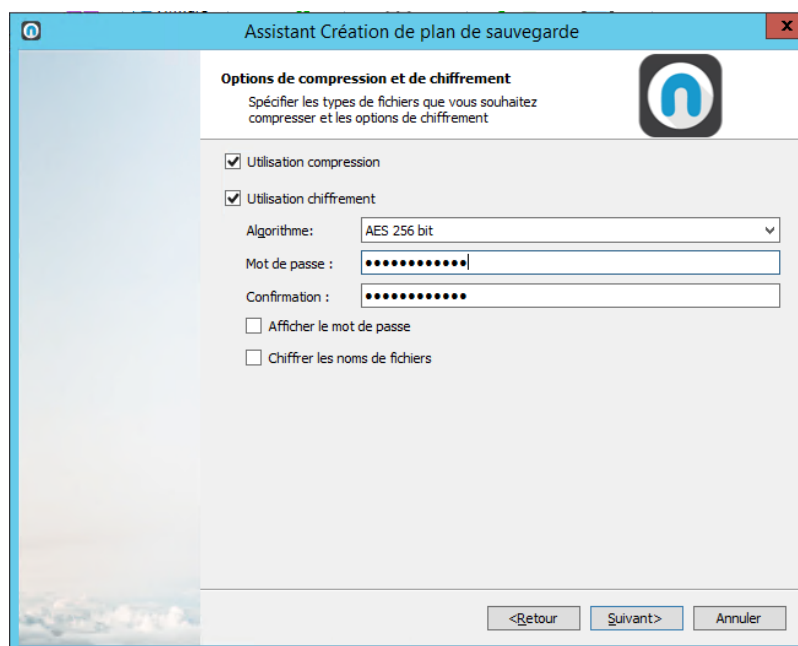 Assistant Création de plan de sauvegarde
x
Options de compression et de chiffrement
Spécifier les types de fichiers que vous souhaitez
compresser et les options de chiffrement
Utilisation compression
Utilisation chiffrement
Algorithme: AES 256 bit
Mot de passe : ●●●●●●●●●●●●
Confirmation : ●●●●●●●●●●●●
Afficher le mot de passe
Chiffrer les noms de fichiers
<Retour Suivant> Annuler